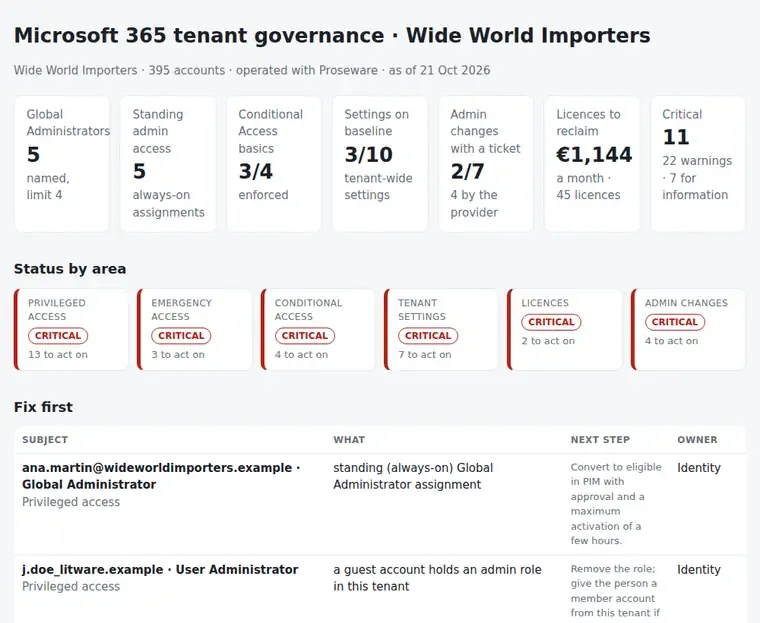 Microsoft 365 tenant governance · Wide World Importers
Wide World Importers · 395 accounts · operated with Proseware · as of 21 Oct 2026
Global
Administrators
5
named,
limit 4
Standing
admin
access
5
always-on
assignments
Conditional
Access
basics
3/4
enforced
Settings on
baseline
3/10
tenant-wide
settings
Admin
changes
with a ticket
2/7
4 by the
provider
Licences to
reclaim
€1,144
a month ·
45 licences
Critical
11
22 warnings
· 7 for
information
Status by area
PRIVILEGED
ACCESS
CRITICAL
13 to act on
EMERGENCY
ACCESS
CRITICAL
3 to act on
CONDITIONAL
ACCESS
CRITICAL
4 to act on
TENANT
SETTINGS
CRITICAL
7 to act on
LICENCES
CRITICAL
2 to act on
ADMIN CHANGES
CRITICAL
4 to act on
Fix first
SUBJECT WHAT NEXT STEP OWNER
ana.martin@wideworldimporters.example ·
Global Administrator
Privileged access
standing (always-on) Global
Administrator assignment
Convert to eligible
in PIM with
approval and a
maximum
activation of a
few hours.
Identity
j.doe_litware.example · User Administrator
Privileged access
a guest account holds an admin role
in this tenant
Remove the role;
give the person a
member account
from this tenant if
Identity